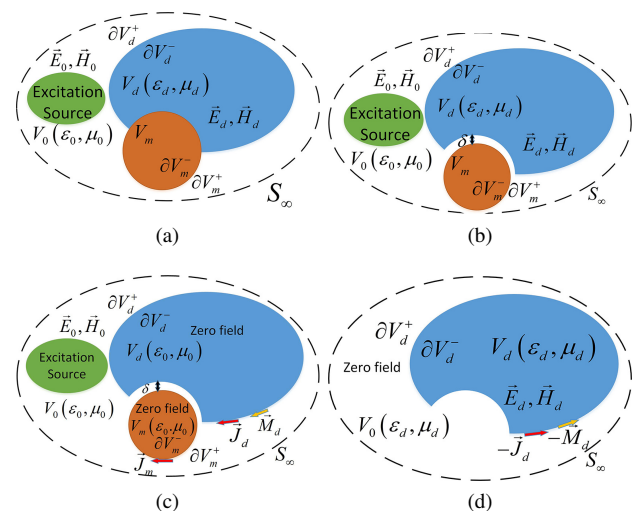 ∂V_d^+
E⃗_0, H⃗_0
∂V_d^-
V_d(ε_d, μ_d)
Excitation
Source
E⃗_d, H⃗_d
V_m
V_0(ε_0, μ_0)
∂V_m^-
∂V_m^+
S_∞
(a)
∂V_d^+
∂V_d^-
E⃗_0, H⃗_0
V_d(ε_d, μ_d)
Excitation
Source
δ
E⃗_d, H⃗_d
V_0(ε_0, μ_0)
V_m
∂V_m^-
∂V_m^+
S_∞
(b)
∂V_d^+
E⃗_0, H⃗_0
∂V_d^-
Zero field
V_d(ε_0, μ_0)
Excitation
Source
δ
Zero field
V_0(ε_0, μ_0)
V_m(ε_0, μ_0)
J⃗_d
M⃗_d
∂V_m^-
J⃗_m
∂V_m^+
S_∞
(c)
∂V_d^+
∂V_d^-
V_d(ε_d, μ_d)
Zero field
E⃗_d, H⃗_d
V_0(ε_d, μ_d)
-J⃗_d
-M⃗_d
S_∞
(d)